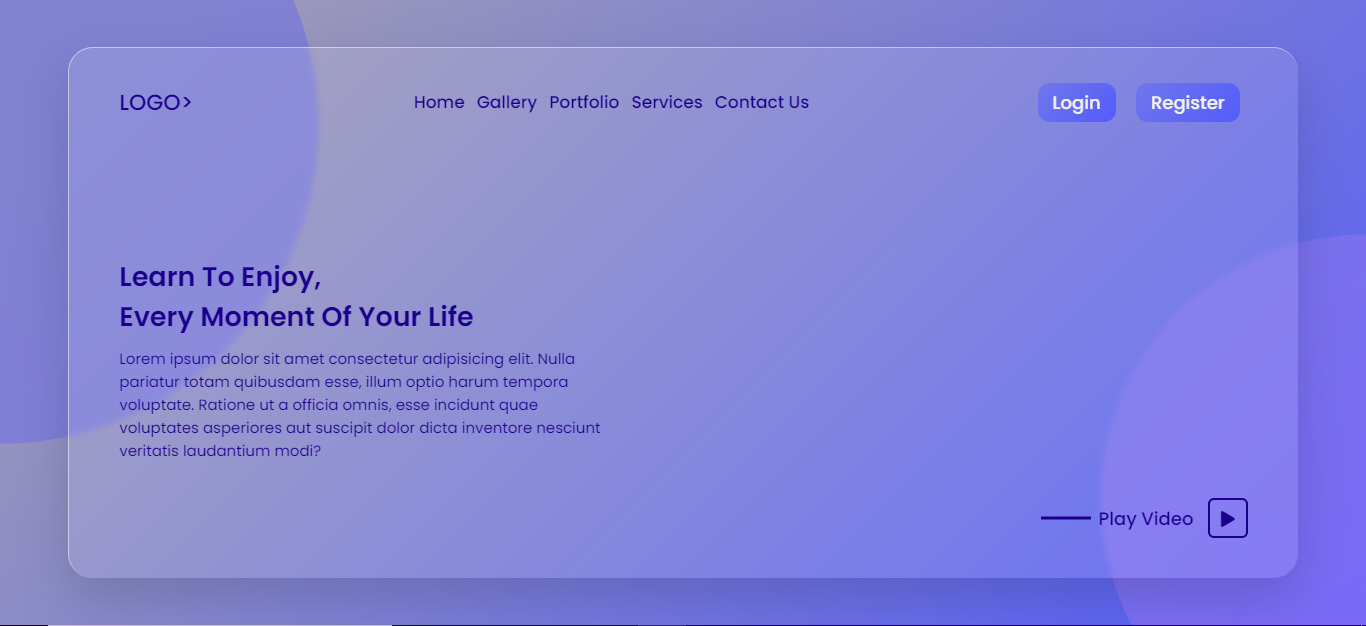 LOGO>
Home Gallery Portfolio Services Contact Us
Login Register
Learn To Enjoy,
Every Moment Of Your Life
Lorem ipsum dolor sit amet consectetur adipisicing elit. Nulla
pariatur totam quibusdam esse, illum optio harum tempora
voluptate. Ratione ut a officia omnis, esse incidunt quae
voluptates asperiores aut suscipit dolor dicta inventore nesciunt
veritatis laudantium modi?
Play Video